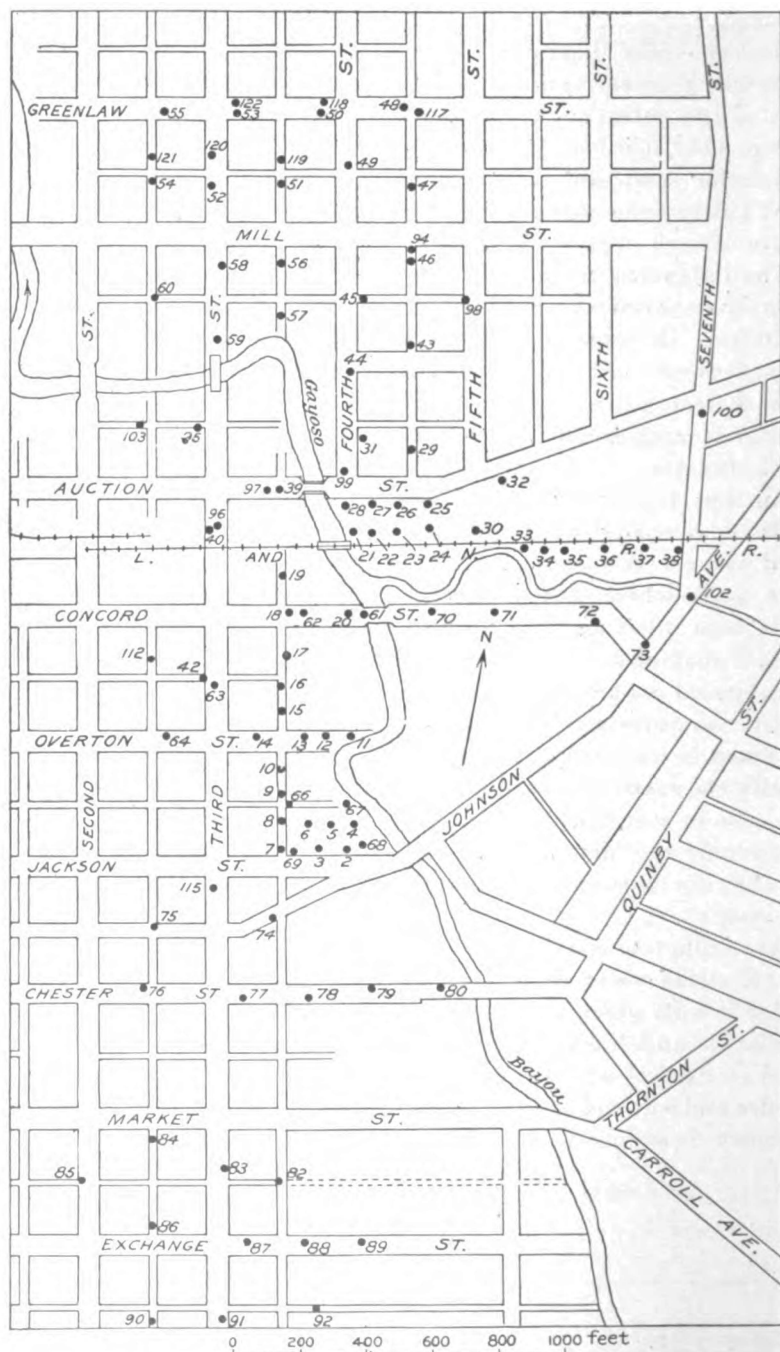 ST.
ST.
ST.
ST.
GREENLAW
55
122
53
118
50
48
117
ST.
121
120
119
49
54
52
51
47
MILL
ST.
94
58
56
46
60
ST.
45
98
ST.
59
57
43
SEVENTH
44
SIXTH
Gayoso
FOURTH
FIFTH
100
103
95
31
29
AUCTION
97
39
99
ST.
32
28
27
26
25
96
40
30
33
L.
AND
21
22
23
24
N.
34
35
36
R.
37
38
AVE.
R.
19
102
CONCORD
18
62
20
61
ST.
70
71
72
73
112
17
N
42
63
16
15
ST.
OVERTON
64
ST.
14
13
12
11
10
JOHNSON
SECOND
THIRD
9
66
67
8
6
5
4
7
69
3
2
68
JACKSON
ST.
QUINBY
115
75
74
CHESTER
76
ST
77
78
79
80
Bayou
THORNTON ST.
MARKET
ST.
84
83
85
82
CARROLL AVE.
86
EXCHANGE
87
88
89
ST.
90
91
92
0 200 400 600 800 1000 feet